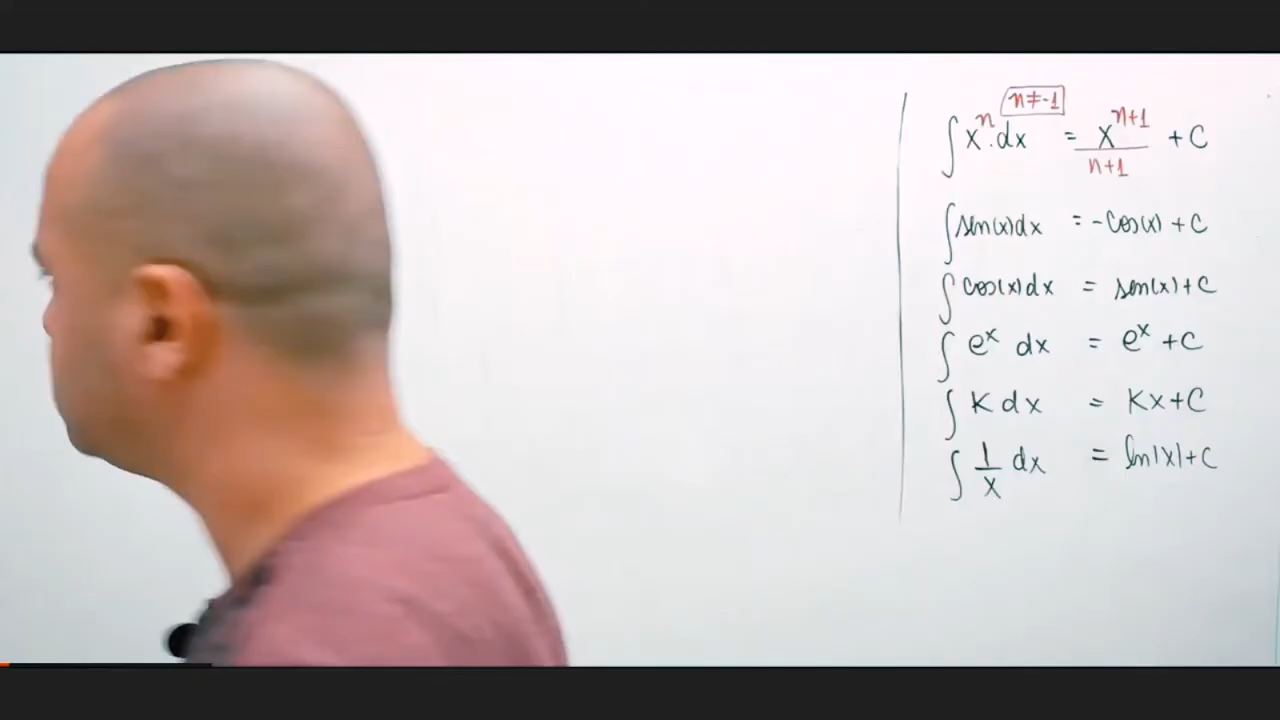 n≠-1
∫xⁿ.dx = xⁿ⁺¹/n+1 + C
∫sen(x)dx = -cos(x) + C
∫cos(x)dx = sen(x) + C
∫eˣ dx = eˣ + C
∫K dx = Kx + C
∫1/x dx = ln|x| + C